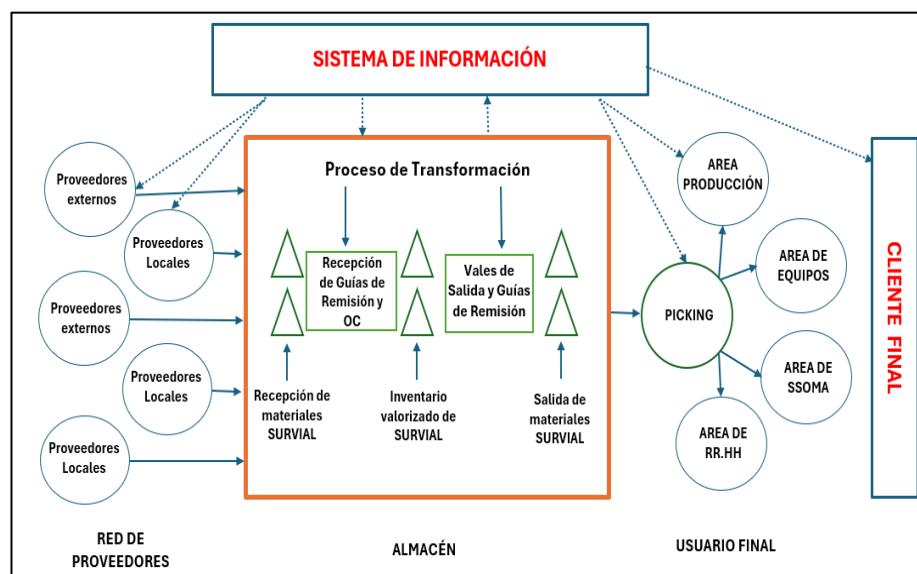 SISTEMA DE INFORMACIÓN
Proveedores
externos
Proveedores
Locales
Proveedores
externos
Proveedores
Locales
Proveedores
Locales
Proceso de Transformación
Recepción
de Guías de
Remisión y
OC
Vales de
Salida y Guías
de Remisión
Recepción de
materiales
SURVIAL
Inventario
valorizado de
SURVIAL
Salida de
materiales
SURVIAL
PICKING
AREA
PRODUCCIÓN
AREA DE
EQUIPOS
AREA DE
SSOMA
AREA DE
RR.HH
CLIENTE FINAL
RED DE
PROVEEDORES
ALMACÉN
USUARIO FINAL